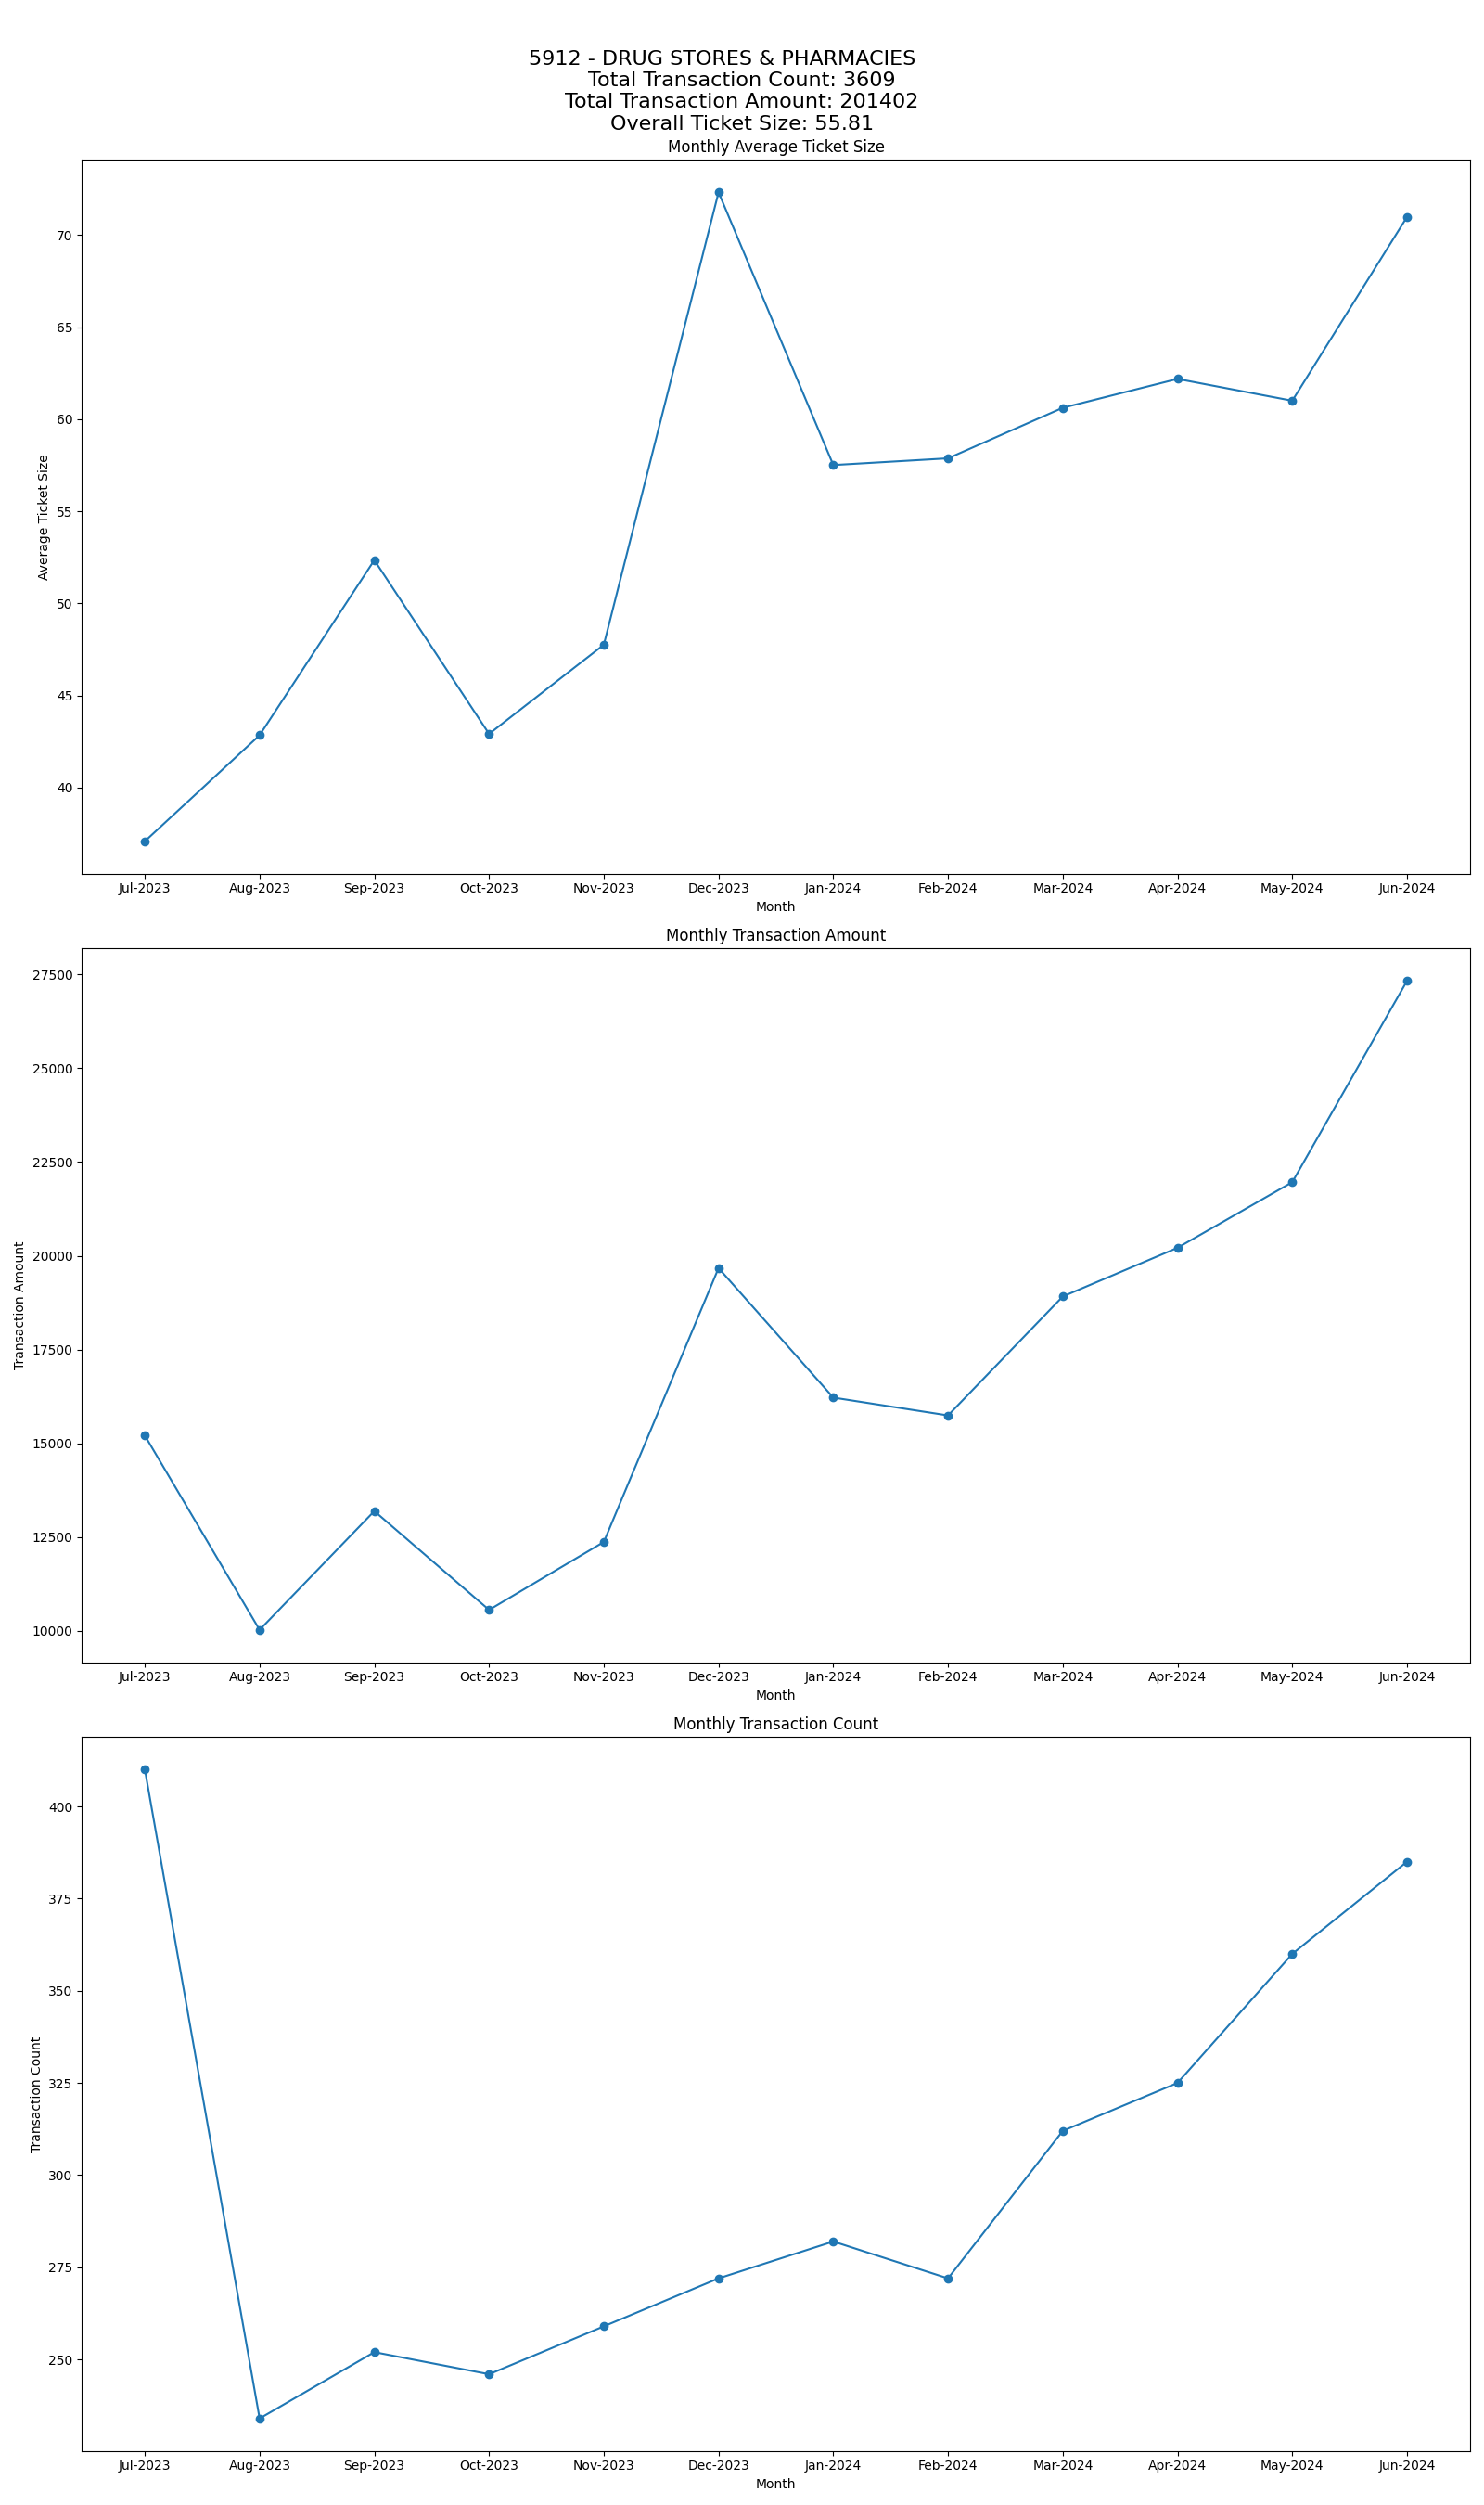 5912 - DRUG STORES & PHARMACIES
Total Transaction Count: 3609
Total Transaction Amount: 201402
Overall Ticket Size: 55.81
Monthly Average Ticket Size
Average Ticket Size
70
65
60
55
50
45
40
Jul-2023 Aug-2023 Sep-2023 Oct-2023 Nov-2023 Dec-2023 Jan-2024 Feb-2024 Mar-2024 Apr-2024 May-2024 Jun-2024
Month
Monthly Transaction Amount
Transaction Amount
27500
25000
22500
20000
17500
15000
12500
10000
Jul-2023 Aug-2023 Sep-2023 Oct-2023 Nov-2023 Dec-2023 Jan-2024 Feb-2024 Mar-2024 Apr-2024 May-2024 Jun-2024
Month
Monthly Transaction Count
Transaction Count
400
375
350
325
300
275
250
Jul-2023 Aug-2023 Sep-2023 Oct-2023 Nov-2023 Dec-2023 Jan-2024 Feb-2024 Mar-2024 Apr-2024 May-2024 Jun-2024
Month